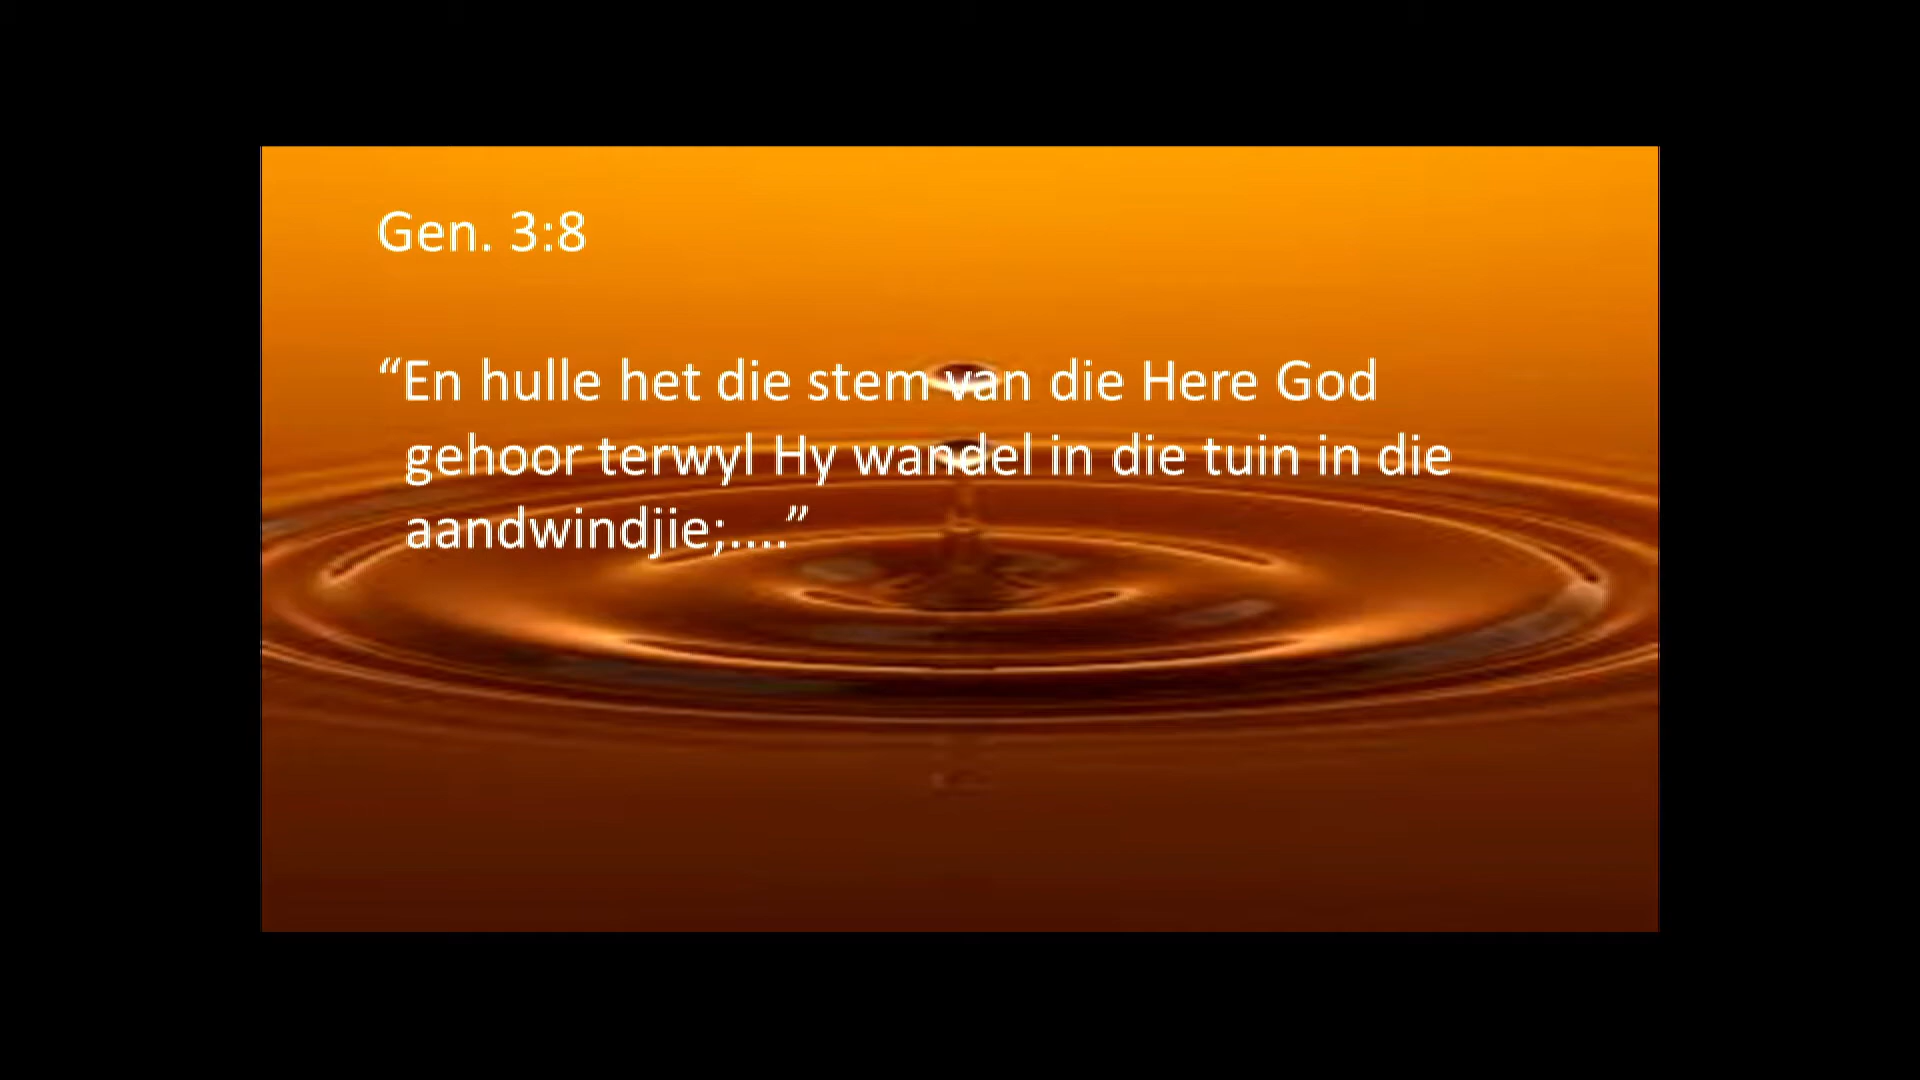 Gen. 3:8
“En hulle het die stem van die Here God
gehoor terwyl Hy wandel in die tuin in die
aandwindjie;....”